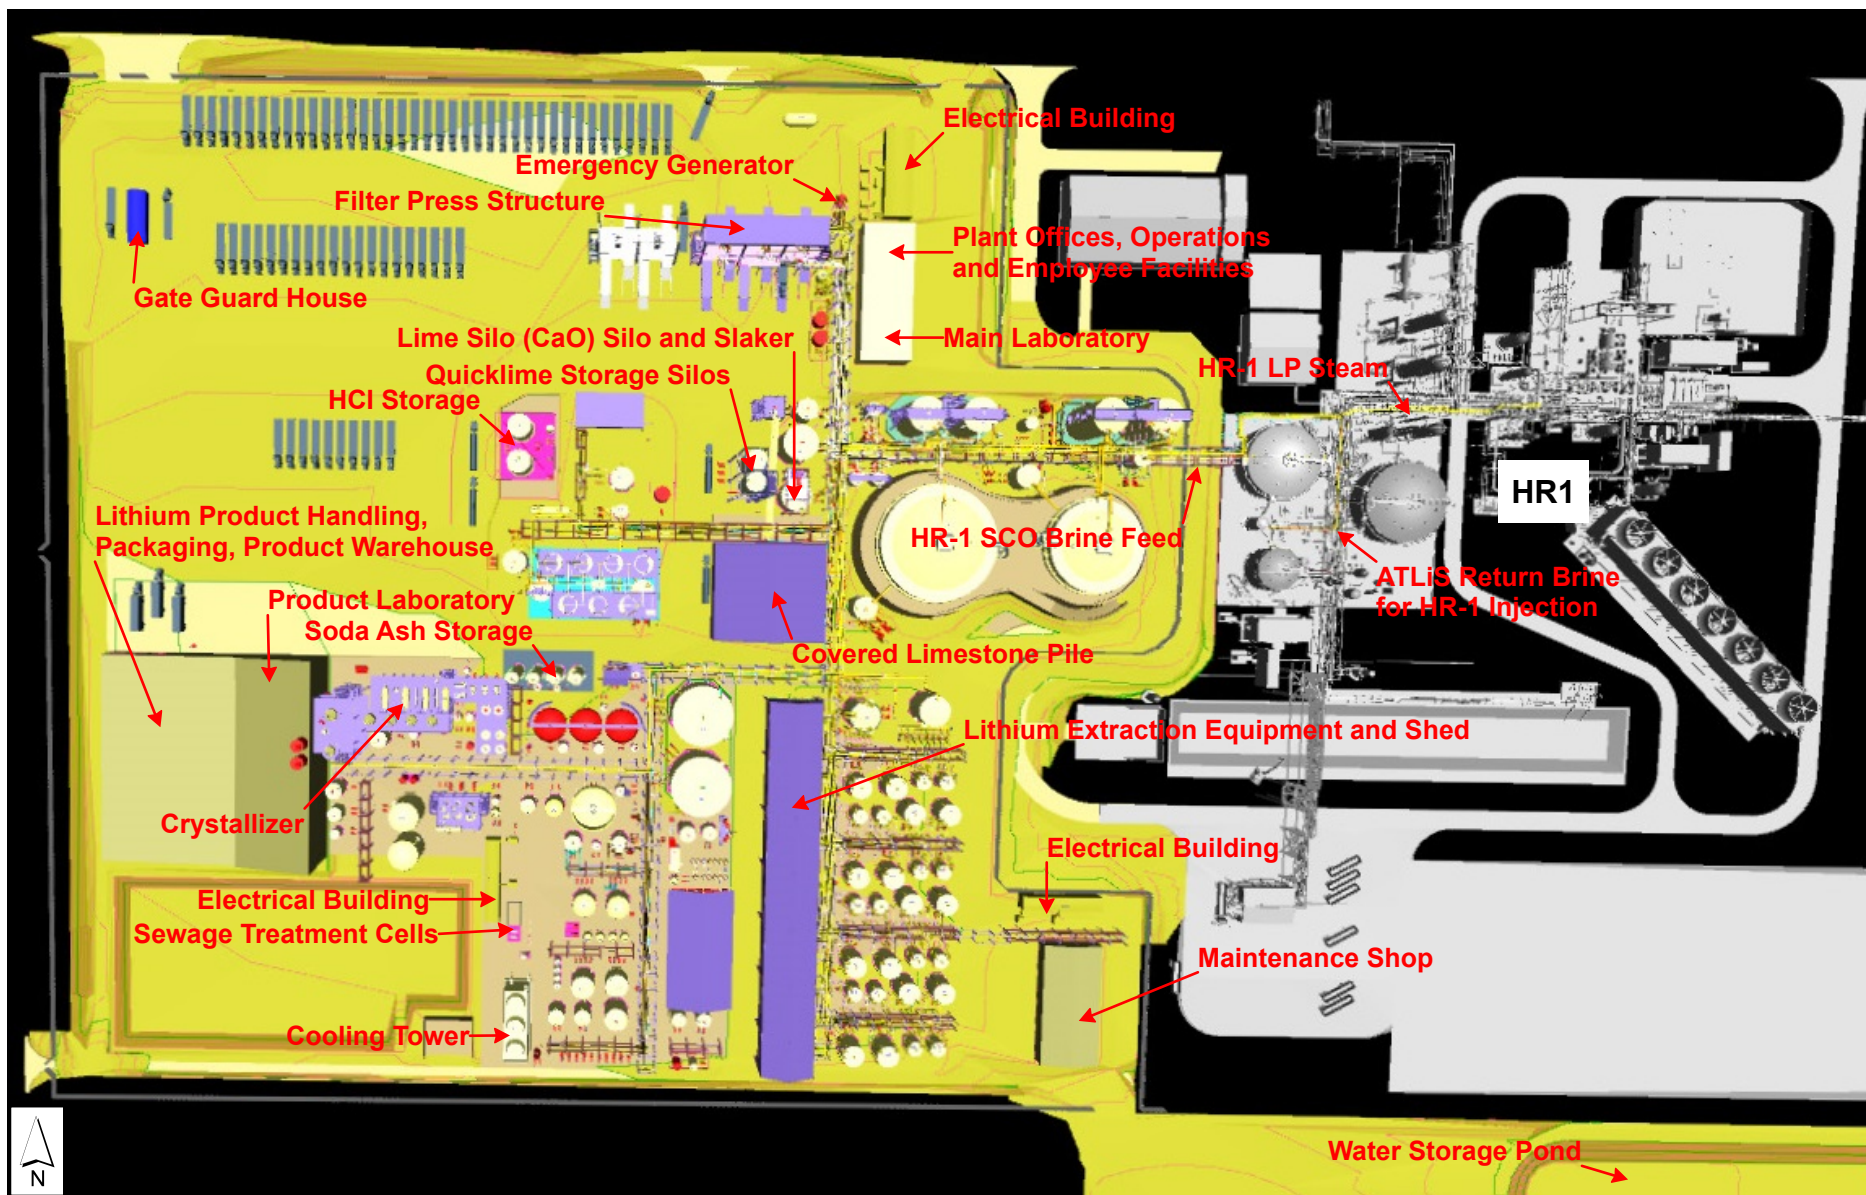 Electrical Building
Emergency Generator
Filter Press Structure
Plant Offices, Operations
and Employee Facilities
Gate Guard House
Lime Silo (CaO) Silo and Slaker
Main Laboratory
HR-1 LP Steam
Quicklime Storage Silos
HCl Storage
HR1
Lithium Product Handling,
Packaging, Product Warehouse
HR-1 SCO Brine Feed
ATLiS Return Brine
for HR-1 Injection
Product Laboratory
Soda Ash Storage
Covered Limestone Pile
Lithium Extraction Equipment and Shed
Crystallizer
Electrical Building
Electrical Building
Sewage Treatment Cells
Maintenance Shop
Cooling Tower
Water Storage Pond
N